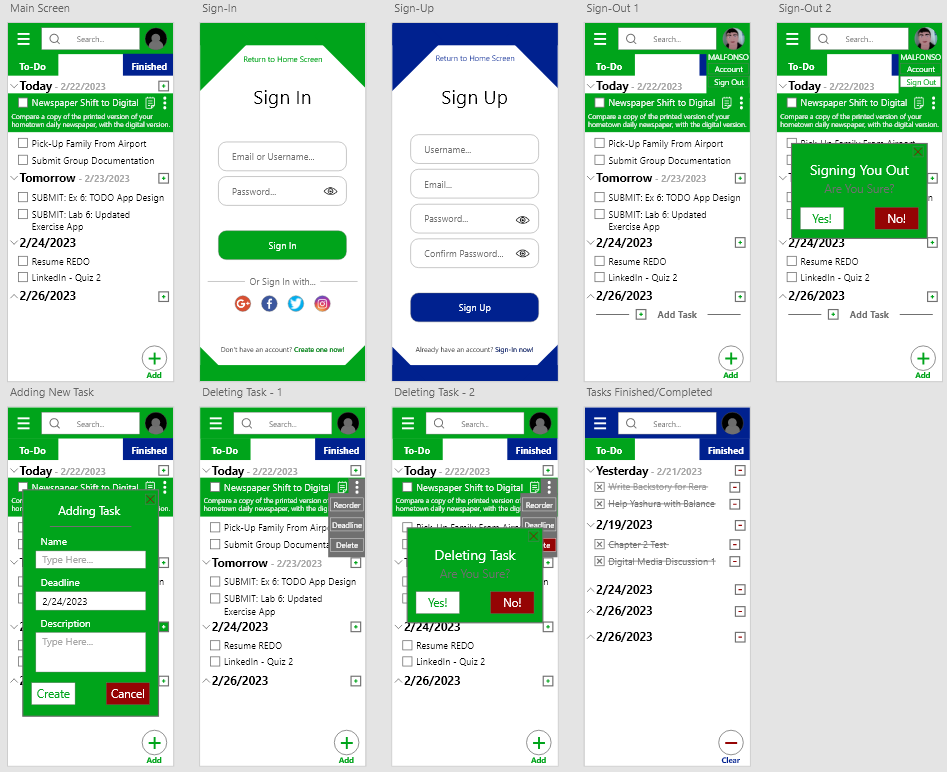 Main Screen
Search...
To-Do
Finished
Today - 2/22/2023
Newspaper Shift to Digital
Compare a copy of the printed version of your
hometown daily newspaper, with the digital version.
Pick-Up Family From Airport
Submit Group Documentation
Tomorrow - 2/23/2023
SUBMIT: Ex 6: TODO App Design
SUBMIT: Lab 6: Updated
Exercise App
2/24/2023
Resume REDO
LinkedIn - Quiz 2
2/26/2023
Add
Sign-In
Return to Home Screen
Sign In
Email or Username...
Password...
Sign In
Or Sign In with...
Don't have an account? Create one now!
Sign-Up
Return to Home Screen
Sign Up
Username...
Email...
Password...
Confirm Password...
Sign Up
Already have an account? Sign-In now!
Sign-Out 1
Search...
MALFONSO
Account
Sign Out
To-Do
Today - 2/22/2023
Newspaper Shift to Digital
Compare a copy of the printed version of your
hometown daily newspaper, with the digital version.
Pick-Up Family From Airport
Submit Group Documentation
Tomorrow - 2/23/2023
SUBMIT: Ex 6: TODO App Design
SUBMIT: Lab 6: Updated
Exercise App
2/24/2023
Resume REDO
LinkedIn - Quiz 2
2/26/2023
Add Task
Add
Sign-Out 2
Search...
MALFONSO
Account
Sign Out
To-Do
Today - 2/22/2023
Newspaper Shift to Digital
Compare a copy of the printed version of your
hometown daily newspaper, with the digital version.
Signing You Out
Are You Sure?
Yes!
No!
2/24/2023
Resume REDO
LinkedIn - Quiz 2
2/26/2023
Add Task
Add
Adding New Task
Search...
To-Do
Finished
Today - 2/22/2023
Newspaper Shift to Digital
Adding Task
Name
Type Here...
Deadline
2/24/2023
Description
Type Here...
Create
Cancel
Add
Deleting Task - 1
Search...
To-Do
Finished
Today - 2/22/2023
Newspaper Shift to Digital
Compare a copy of the printed version of your
hometown daily newspaper, with the digital
Reorder
Deadline
Delete
Pick-Up Family From Airp
Submit Group Documenta
Tomorrow - 2/23/2023
SUBMIT: Ex 6: TODO App Design
SUBMIT: Lab 6: Updated
Exercise App
2/24/2023
Resume REDO
LinkedIn - Quiz 2
2/26/2023
Add
Deleting Task - 2
Search...
To-Do
Finished
Today - 2/22/2023
Newspaper Shift to Digital
Compare a copy of the printed version of your
hometown daily newspaper, with the digital
Reorder
Deadline
Deleting Task
Are You Sure?
Yes!
No!
2/24/2023
Resume REDO
LinkedIn - Quiz 2
2/26/2023
Add
Tasks Finished/Completed
Search...
To-Do
Finished
Yesterday - 2/21/2023
Write Backstory for Rera
Help Yashura with Balance
2/19/2023
Chapter 2 Test
Digital Media Discussion 1
2/24/2023
2/26/2023
2/26/2023
Clear